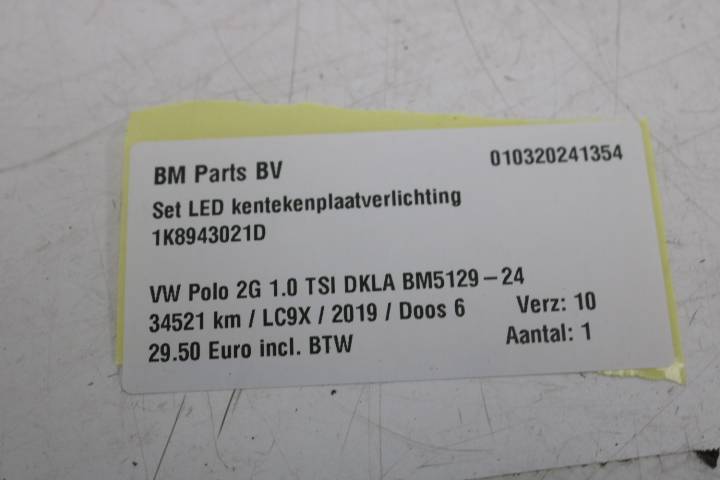 BM Parts BV 010320241354
Set LED kentekenplaatverlichting
1K8943021D
VW Polo 2G 1.0 TSI DKLA BM5129-24
34521 km / LC9X / 2019 / Doos 6 Verz: 10
29.50 Euro incl. BTW Aantal: 1